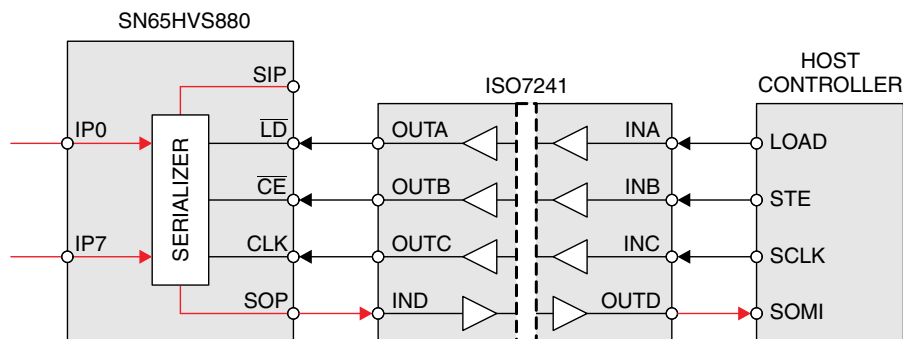 SN65HVS880
SIP
IP0
LD
CE
IP7
CLK
SOP
SERIALIZER
ISO7241
OUTA
INA
OUTB
INB
OUTC
INC
IND
OUTD
HOST
CONTROLLER
LOAD
STE
SCLK
SOMI